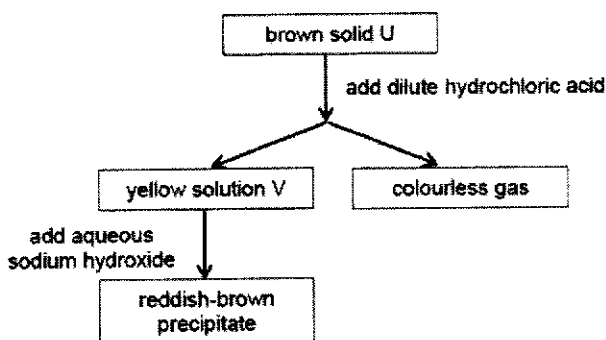 brown solid U
add dilute hydrochloric acid
yellow solution V
colourless gas
add aqueous
sodium hydroxide
reddish-brown
precipitate